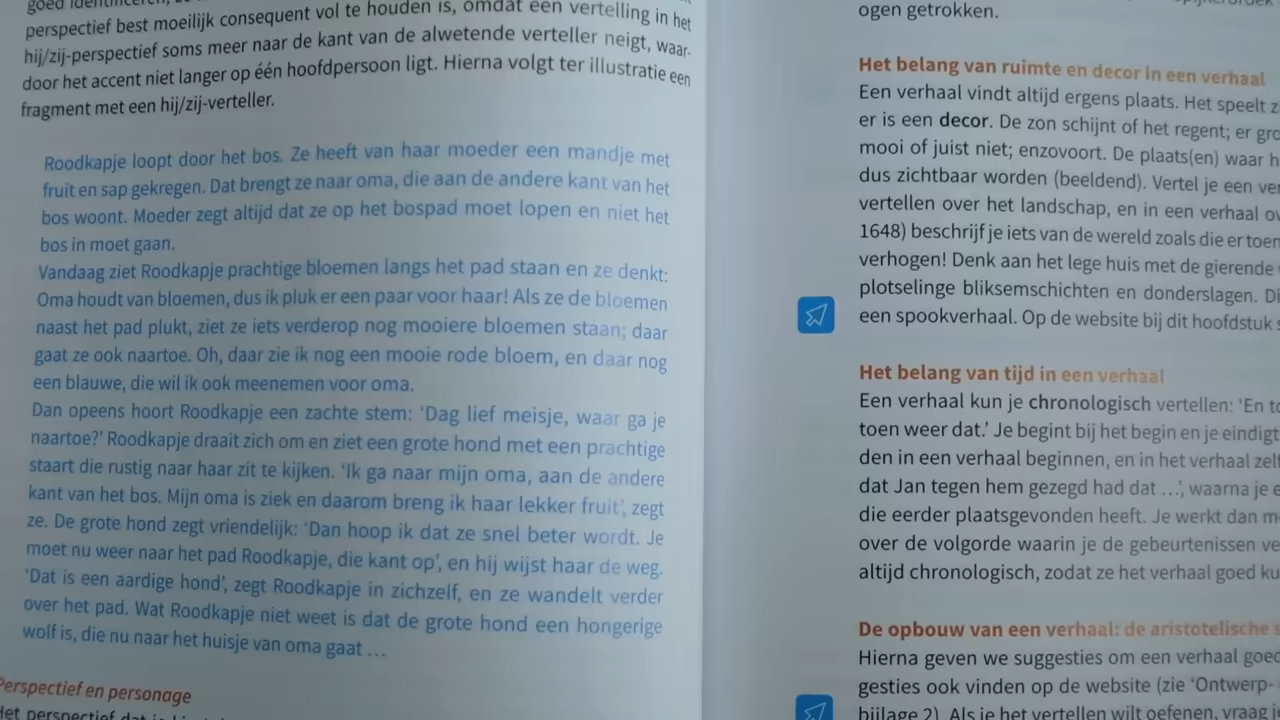 goed
perspectief best moeilijk consequent vol te houden is, omdat een vertelling in het
hij/zij-perspectief soms meer naar de kant van de alwetende verteller neigt, waar-
door het accent niet langer op één hoofdpersoon ligt. Hierna volgt ter illustratie een
fragment met een hij/zij-verteller.
Roodkapje loopt door het bos. Ze heeft van haar moeder een mandje met
fruit en sap gekregen. Dat brengt ze naar oma, die aan de andere kant van het
bos woont. Moeder zegt altijd dat ze op het bospad moet lopen en niet het
bos in moet gaan.
Vandaag ziet Roodkapje prachtige bloemen langs het pad staan en ze denkt:
Oma houdt van bloemen, dus ik pluk er een paar voor haar! Als ze de bloemen
naast het pad plukt, ziet ze iets verderop nog mooiere bloemen staan; daar
gaat ze ook naartoe. Oh, daar zie ik nog een mooie rode bloem, en daar nog
een blauwe, die wil ik ook meenemen voor oma.
Dan opeens hoort Roodkapje een zachte stem: ‘Dag lief meisje, waar ga je
naartoe?’ Roodkapje draait zich om en ziet een grote hond met een prachtige
staart die rustig naar haar zit te kijken. ‘Ik ga naar mijn oma, aan de andere
kant van het bos. Mijn oma is ziek en daarom breng ik haar lekker fruit’, zegt
ze. De grote hond zegt vriendelijk: ‘Dan hoop ik dat ze snel beter wordt. Je
moet nu weer naar het pad Roodkapje, die kant op’, en hij wijst haar de weg.
‘Dat is een aardige hond’, zegt Roodkapje in zichzelf, en ze wandelt verder
over het pad. Wat Roodkapje niet weet is dat de grote hond een hongerige
wolf is, die nu naar het huisje van oma gaat …
Perspectief en personage
Het perspectief dat
ogen getrokken.
Het belang van ruimte en decor in een verhaal
Een verhaal vindt altijd ergens plaats. Het speelt
er is een decor. De zon schijnt of het regent; er
mooi of juist niet; enzovoort. De plaats(en) waar
dus zichtbaar worden (beeldend). Vertel je een
vertellen over het landschap, en in een verhaal
1648) beschrijf je iets van de wereld zoals die er toen
verhogen! Denk aan het lege huis met de gierende
plotselinge bliksemschichten en donderslagen.
een spookverhaal. Op de website bij dit hoofdstuk
Het belang van tijd in een verhaal
Een verhaal kun je chronologisch vertellen: ‘En
toen weer dat.’ Je begint bij het begin en je eindigt
den in een verhaal beginnen, en in het verhaal
dat Jan tegen hem gezegd had dat …’, waarna je
die eerder plaatsgevonden heeft. Je werkt dan
over de volgorde waarin je de gebeurtenissen
altijd chronologisch, zodat ze het verhaal goed
De opbouw van een verhaal: de aristotelische
Hierna geven we suggesties om een verhaal
gesties ook vinden op de website (zie ‘Ontwerp-
bijlage 2). Als je het vertellen wilt oefenen, vraag